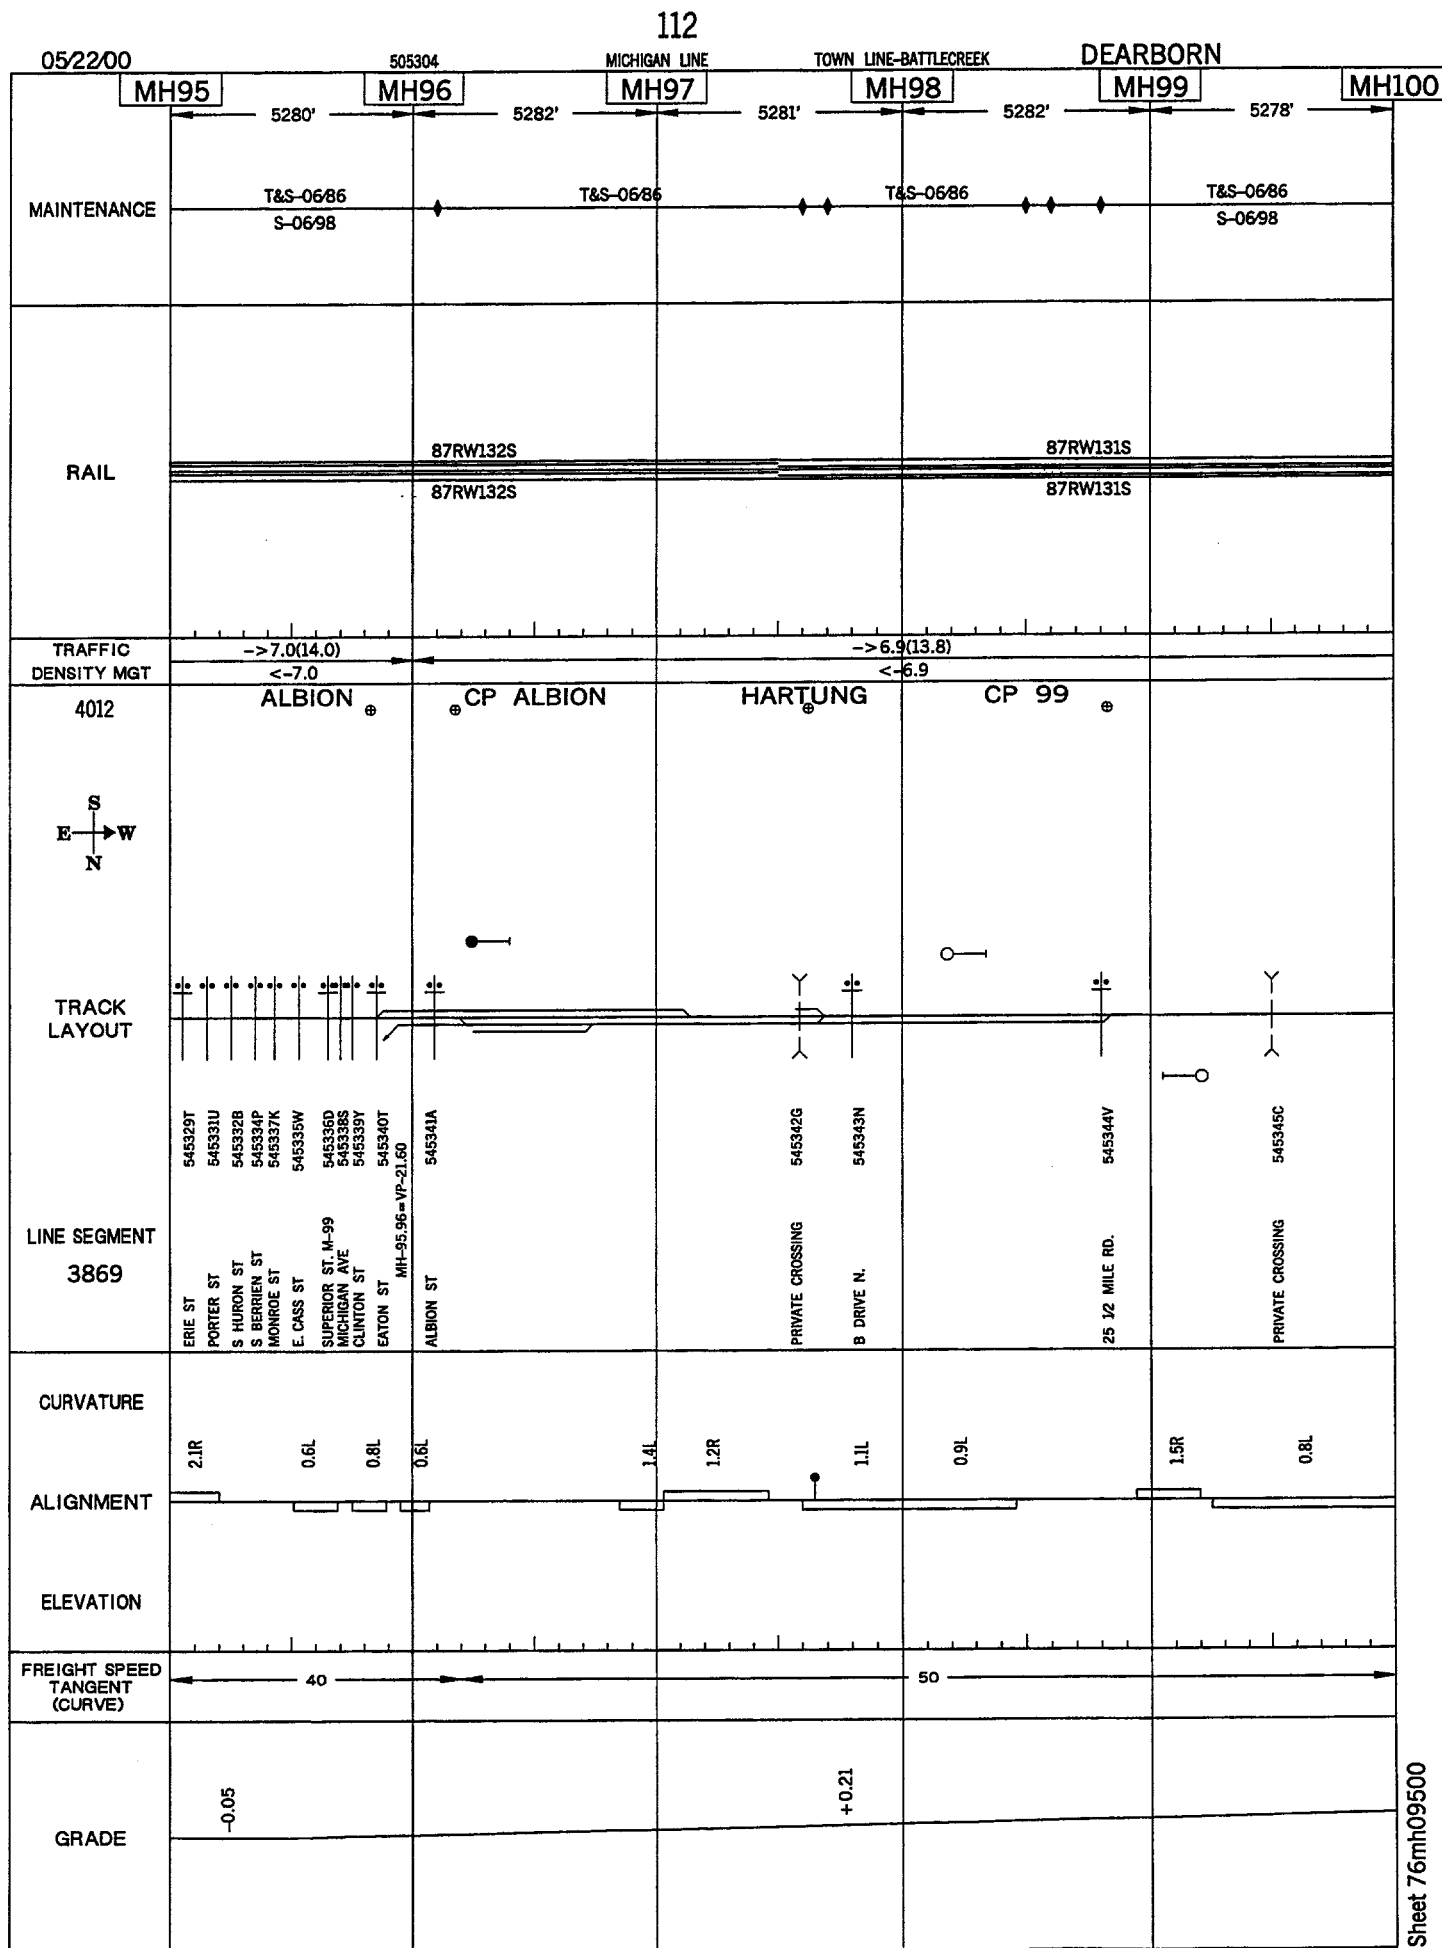 112
05/22/00 505304 MICHIGAN LINE TOWN LINE-BATTLECREEK DEARBORN
MH95 MH96 MH97 MH98 MH99 MH100
5280' 5282' 5281' 5282' 5278'
MAINTENANCE
T&S-06/86 T&S-06/86 T&S-06/86 T&S-06/86
S-06/98 S-06/98
RAIL
87RW132S 87RW131S
87RW132S 87RW131S
TRAFFIC
DENSITY MGT
->7.0(14.0) ->6.9(13.8)
<-7.0 <-6.9
4012
ALBION CP ALBION HARTUNG CP 99
S
E W
N
TRACK
LAYOUT
545329T
545331U
545332B
545334P
545337K
545335W
545336D
545338S
545339Y
545340T
MH-95.96=VP-21.60
545341A
545342G
545343N
545344V
545345C
LINE SEGMENT
3869
ERIE ST
PORTER ST
S HURON ST
S BERRIEN ST
MONROE ST
E. CASS ST
SUPERIOR ST. M-99
MICHIGAN AVE
CLINTON ST
EATON ST
ALBION ST
PRIVATE CROSSING
B DRIVE N.
25 1/2 MILE RD.
PRIVATE CROSSING
CURVATURE
2.1R 0.6L 0.8L 0.6L 1.4L 1.2R 1.1L 0.9L 1.5R 0.8L
ALIGNMENT
ELEVATION
FREIGHT SPEED
TANGENT
(CURVE)
40 50
GRADE
-0.05 +0.21
Sheet 76mh09500